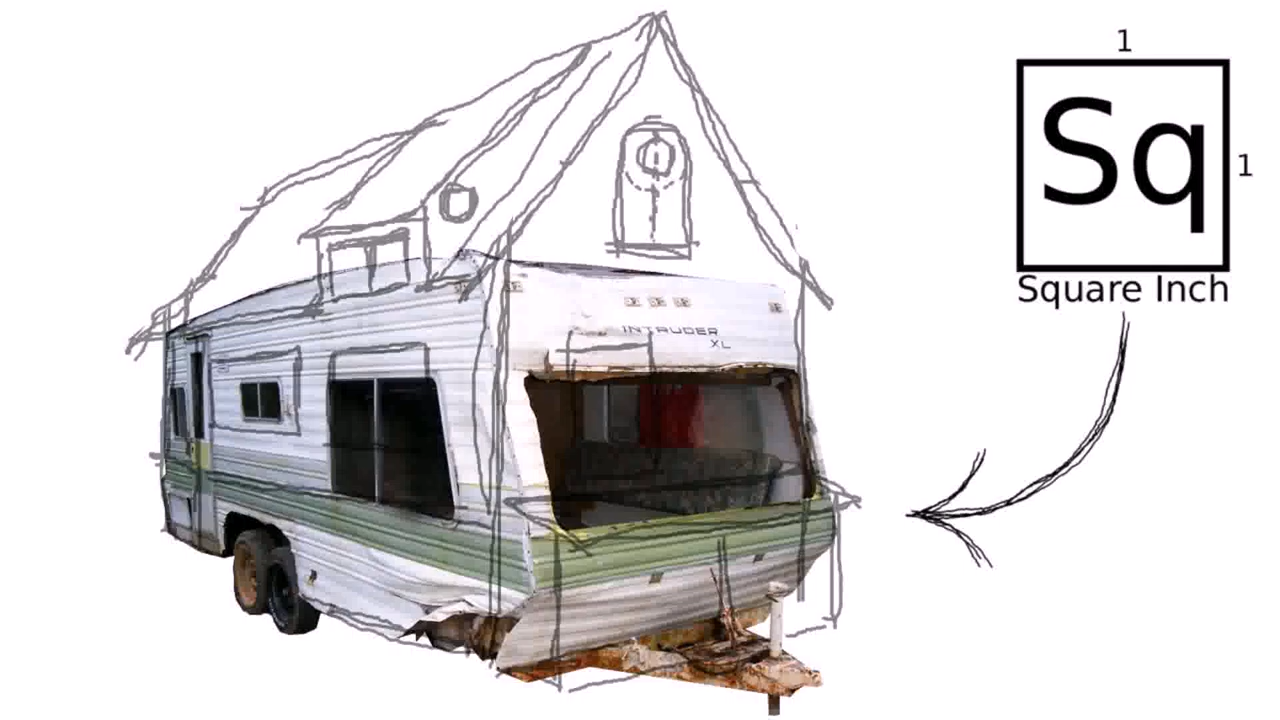 1
Sq
1
Square Inch
INTRUDER
XL